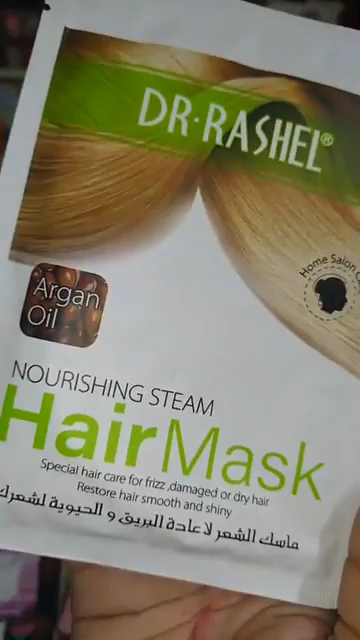 DR·RASHEL®
Home Salon
Argan
Oil
NOURISHING STEAM
HairMask
Special hair care for frizz ,damaged or dry hair
Restore hair smooth and shiny
ماسك الشعر لاعادة البريق و الحيوية لشعرك